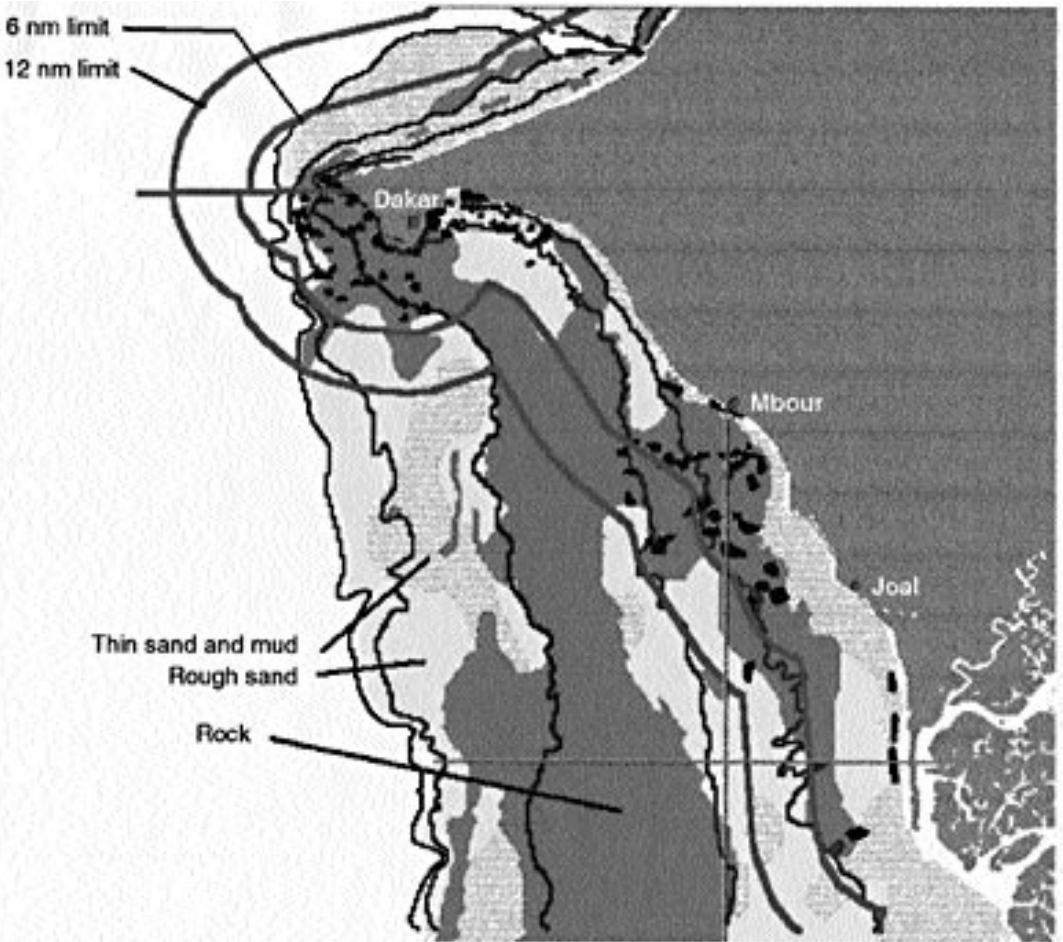 6 nm limit
12 nm limit
Dakar
Mbour
Joal
Thin sand and mud
Rough sand
Rock